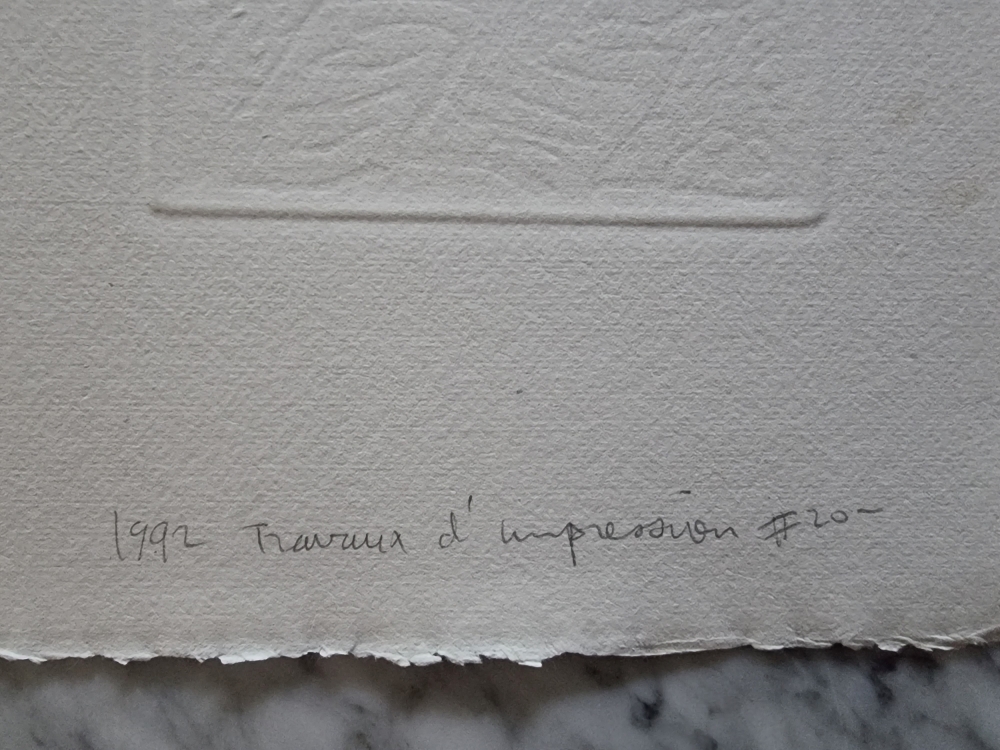 1992 Travaux d'impression #20-